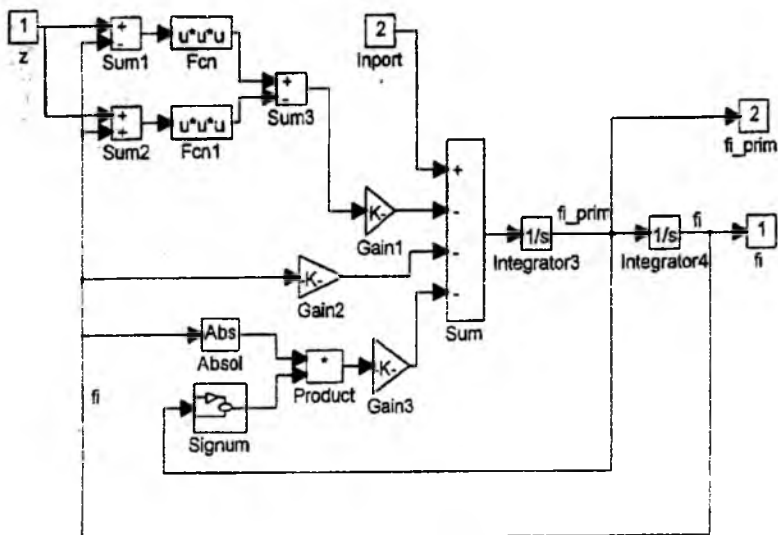 1
z
+
-
Sum1
u*u*u
Fcn
+
+
Sum2
u*u*u
Fcn1
+
-
Sum3
2
Inport
-K-
Gain1
-K-
Gain2
Abs
Absol
fi
Signum
*
Product
-K-
Gain3
+
-
-
-
Sum
1/s
Integrator3
fi_prim
1/s
Integrator4
fi
2
fi_prim
1
fi